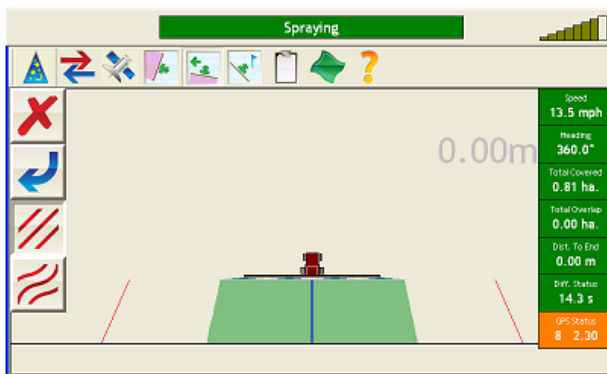 Spraying
0.00m
Speed
13.5 mph
Heading
360.0°
Total Covered
0.81 ha.
Total Overlap
0.00 ha.
Dist. To End
0.00 m
Diff. Status
14.3 s
GPS Status
8 2.30